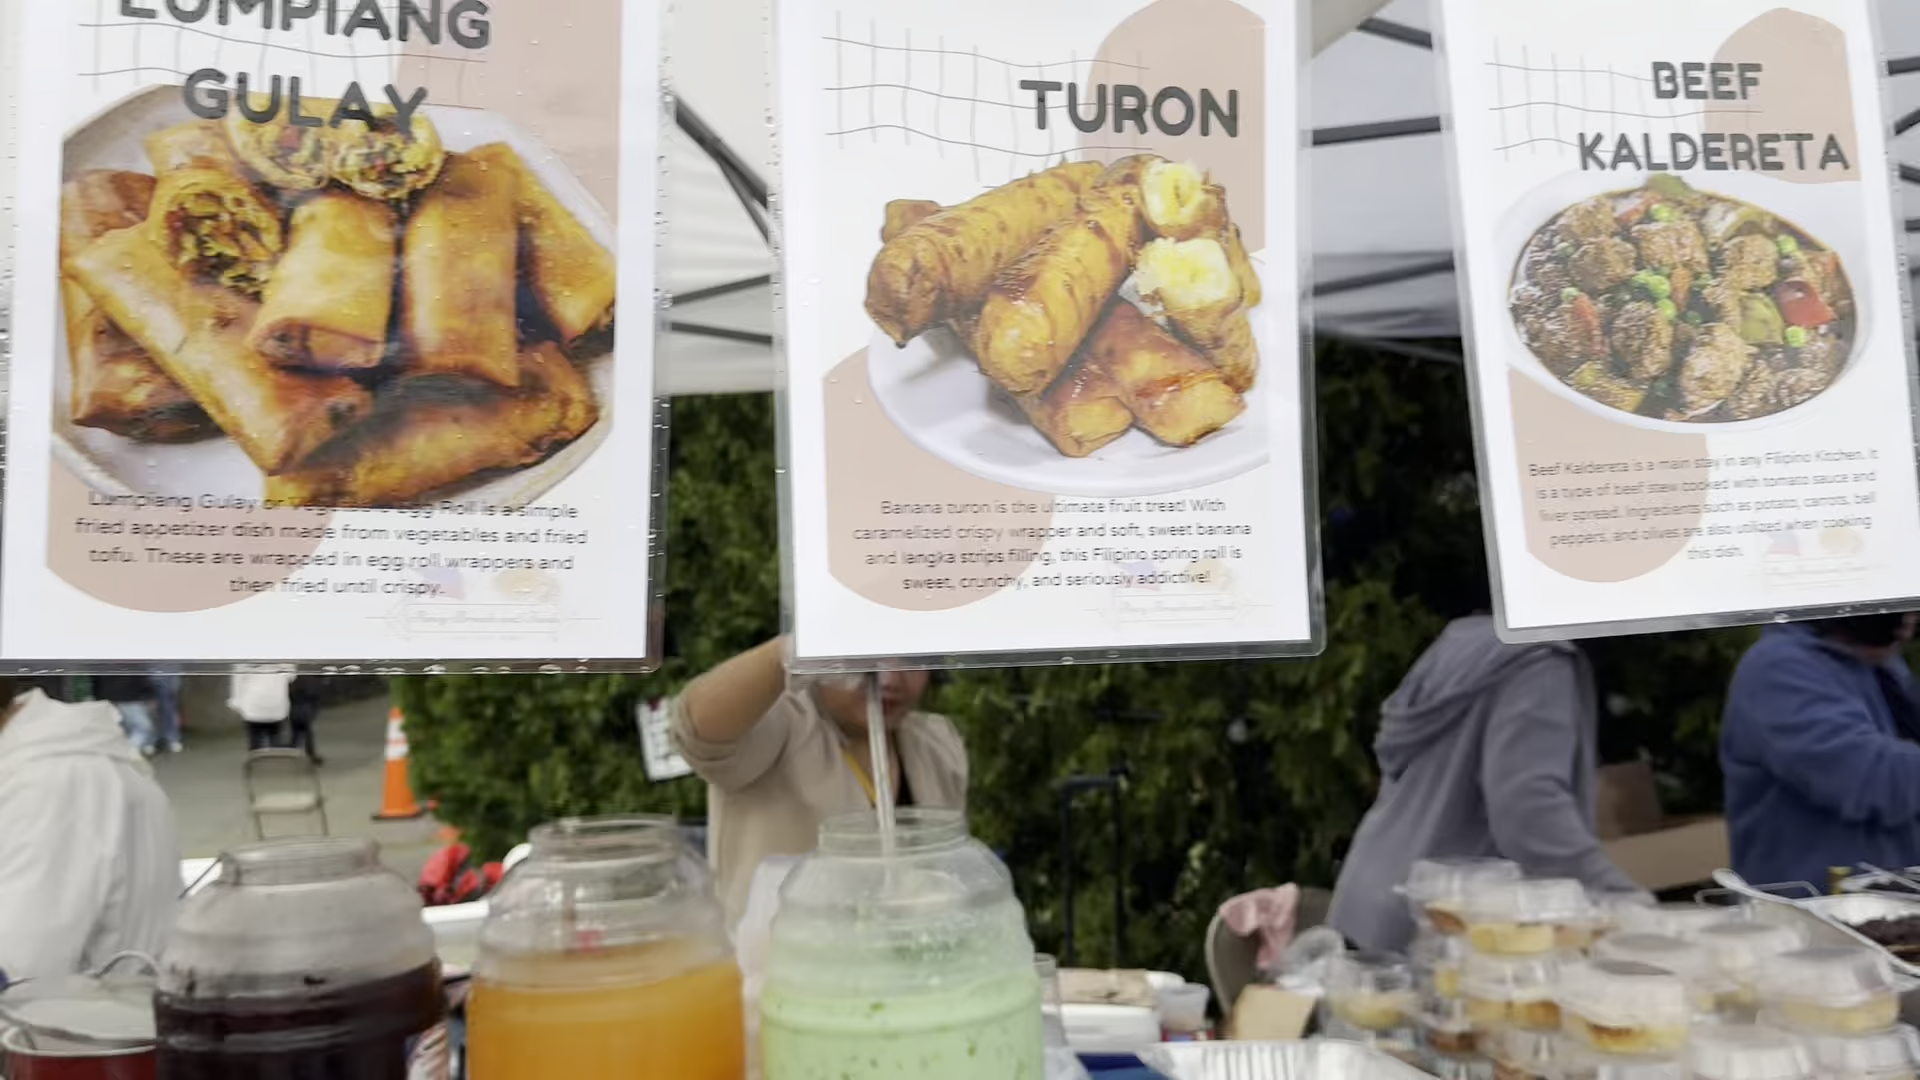 LUMPIANG
GULAY
Lumpiang Gulay or Vegetable Egg Roll is a simple
fried appetizer dish made from vegetables and fried
tofu. These are wrapped in egg roll wrappers and
then fried until crispy.
TURON
Banana turon is the ultimate fruit treat! With
caramelized crispy wrapper and soft, sweet banana
and langka strips filling, this Filipino spring roll is
sweet, crunchy, and seriously addictive!
BEEF
KALDERETA
Beef Kaldereta is a main stay in any Filipino Kitchen. It
is a type of beef stew cooked with tomato sauce and
liver spread. Ingredients such as potato, carrots, bell
peppers, and olives are also utilized when cooking
this dish.